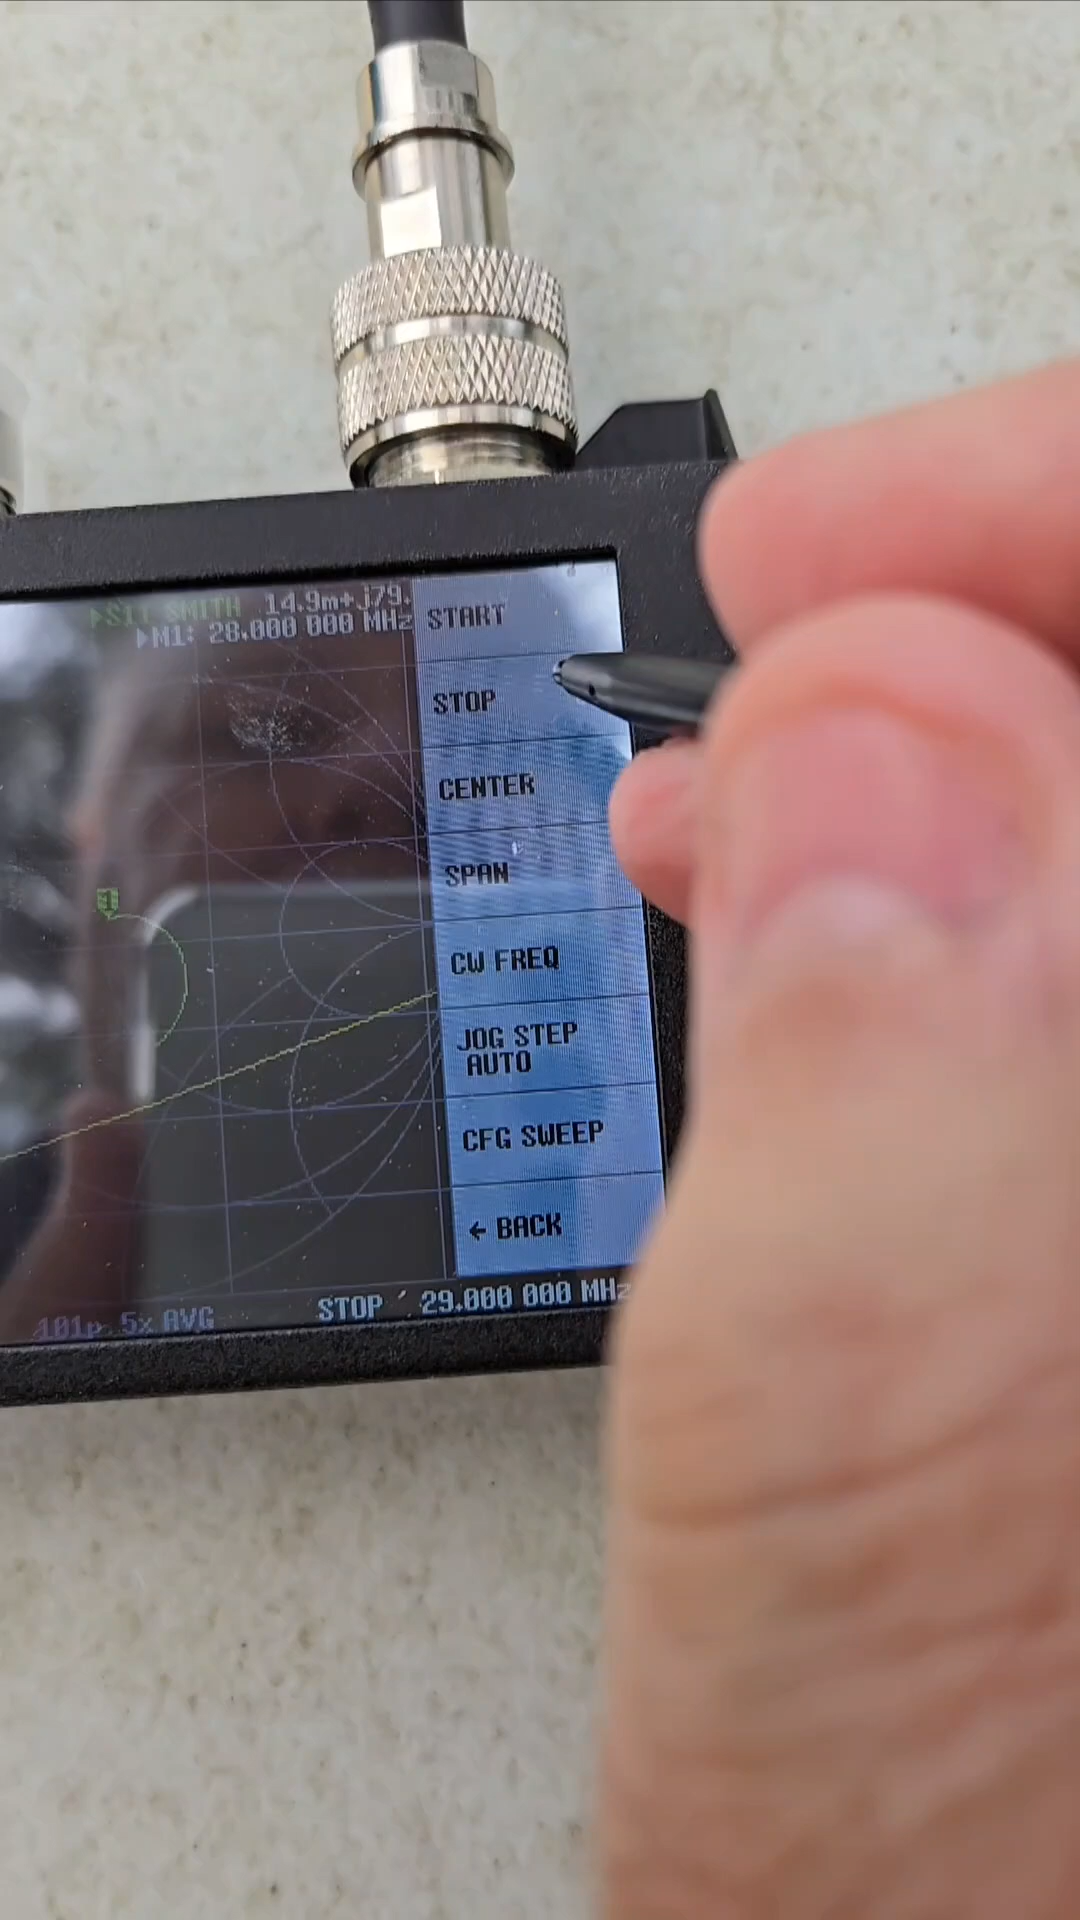 ▶S11 SMITH 14.9m+j79.
▶M1: 28.000 000 MHz
START
STOP
CENTER
1
SPAN
CW FREQ
JOG STEP
AUTO
CFG SWEEP
← BACK
STOP 29.000 000 MHz
101p 5x AVG